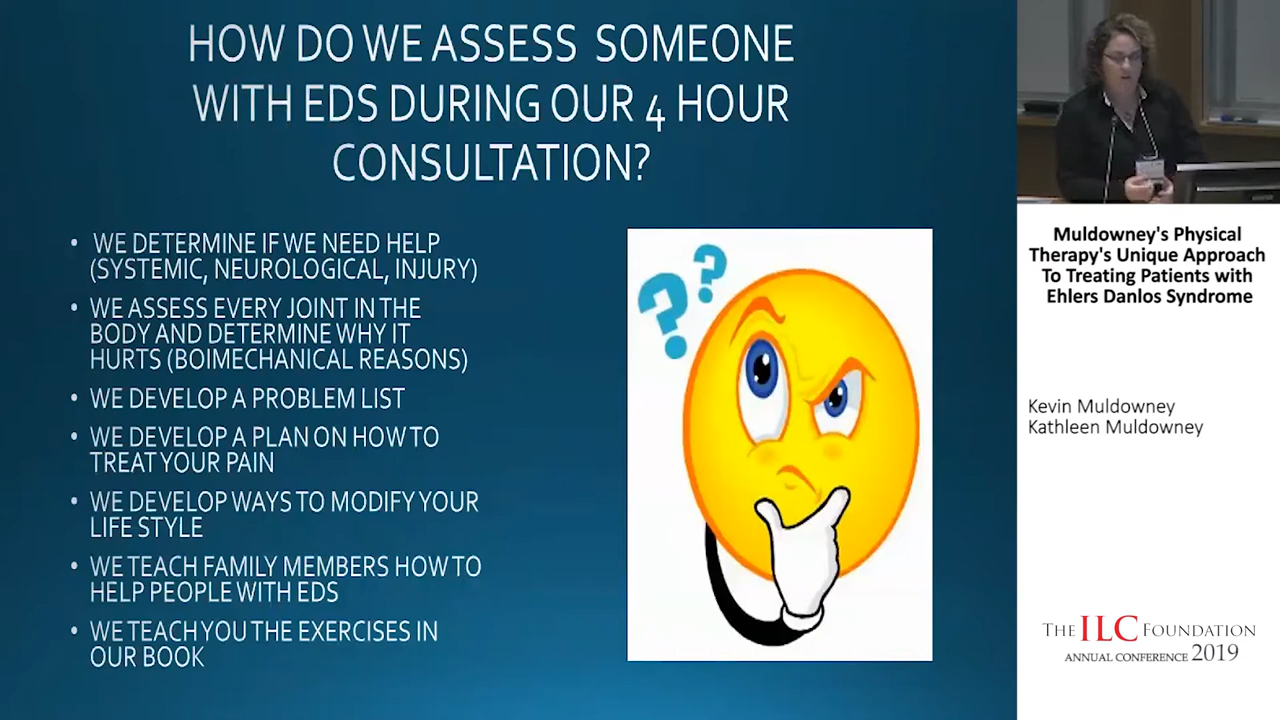 HOW DO WE ASSESS SOMEONE
WITH EDS DURING OUR 4 HOUR
CONSULTATION?
• WE DETERMINE IF WE NEED HELP
(SYSTEMIC, NEUROLOGICAL, INJURY)
• WE ASSESS EVERY JOINT IN THE
BODY AND DETERMINE WHY IT
HURTS (BOIMECHANICAL REASONS)
• WE DEVELOP A PROBLEM LIST
• WE DEVELOP A PLAN ON HOW TO
TREAT YOUR PAIN
• WE DEVELOP WAYS TO MODIFY YOUR
LIFE STYLE
• WE TEACH FAMILY MEMBERS HOW TO
HELP PEOPLE WITH EDS
• WE TEACH YOU THE EXERCISES IN
OUR BOOK
? ?
Muldowney's Physical
Therapy's Unique Approach
To Treating Patients with
Ehlers Danlos Syndrome
Kevin Muldowney
Kathleen Muldowney
THE ILC FOUNDATION
ANNUAL CONFERENCE 2019